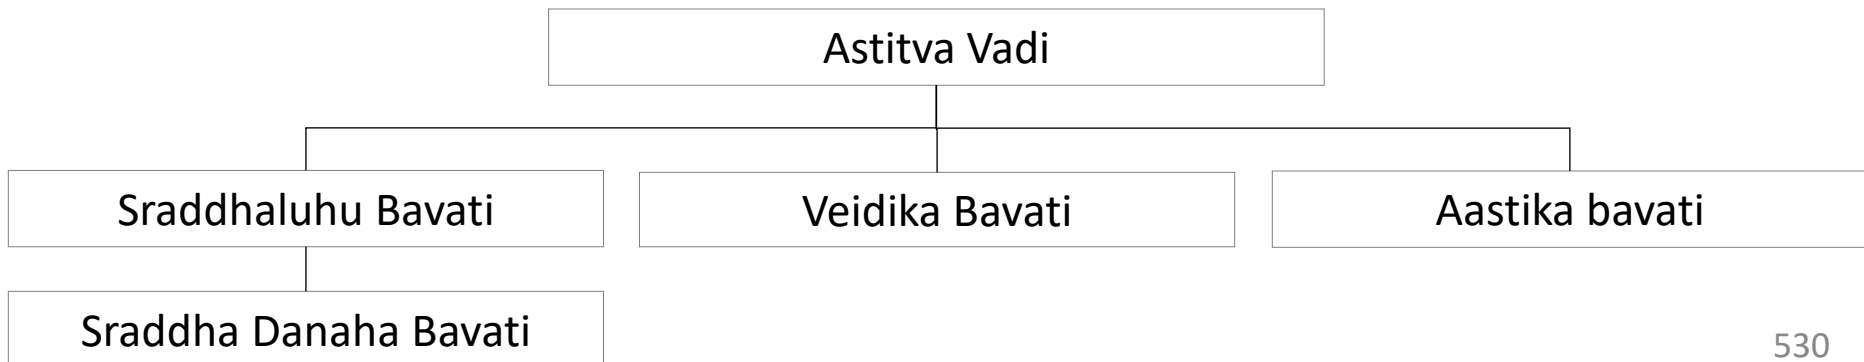 Astitva Vadi
Sraddhaluhu Bavati
Veidika Bavati
Aastika bavati
Sraddha Danaha Bavati
530